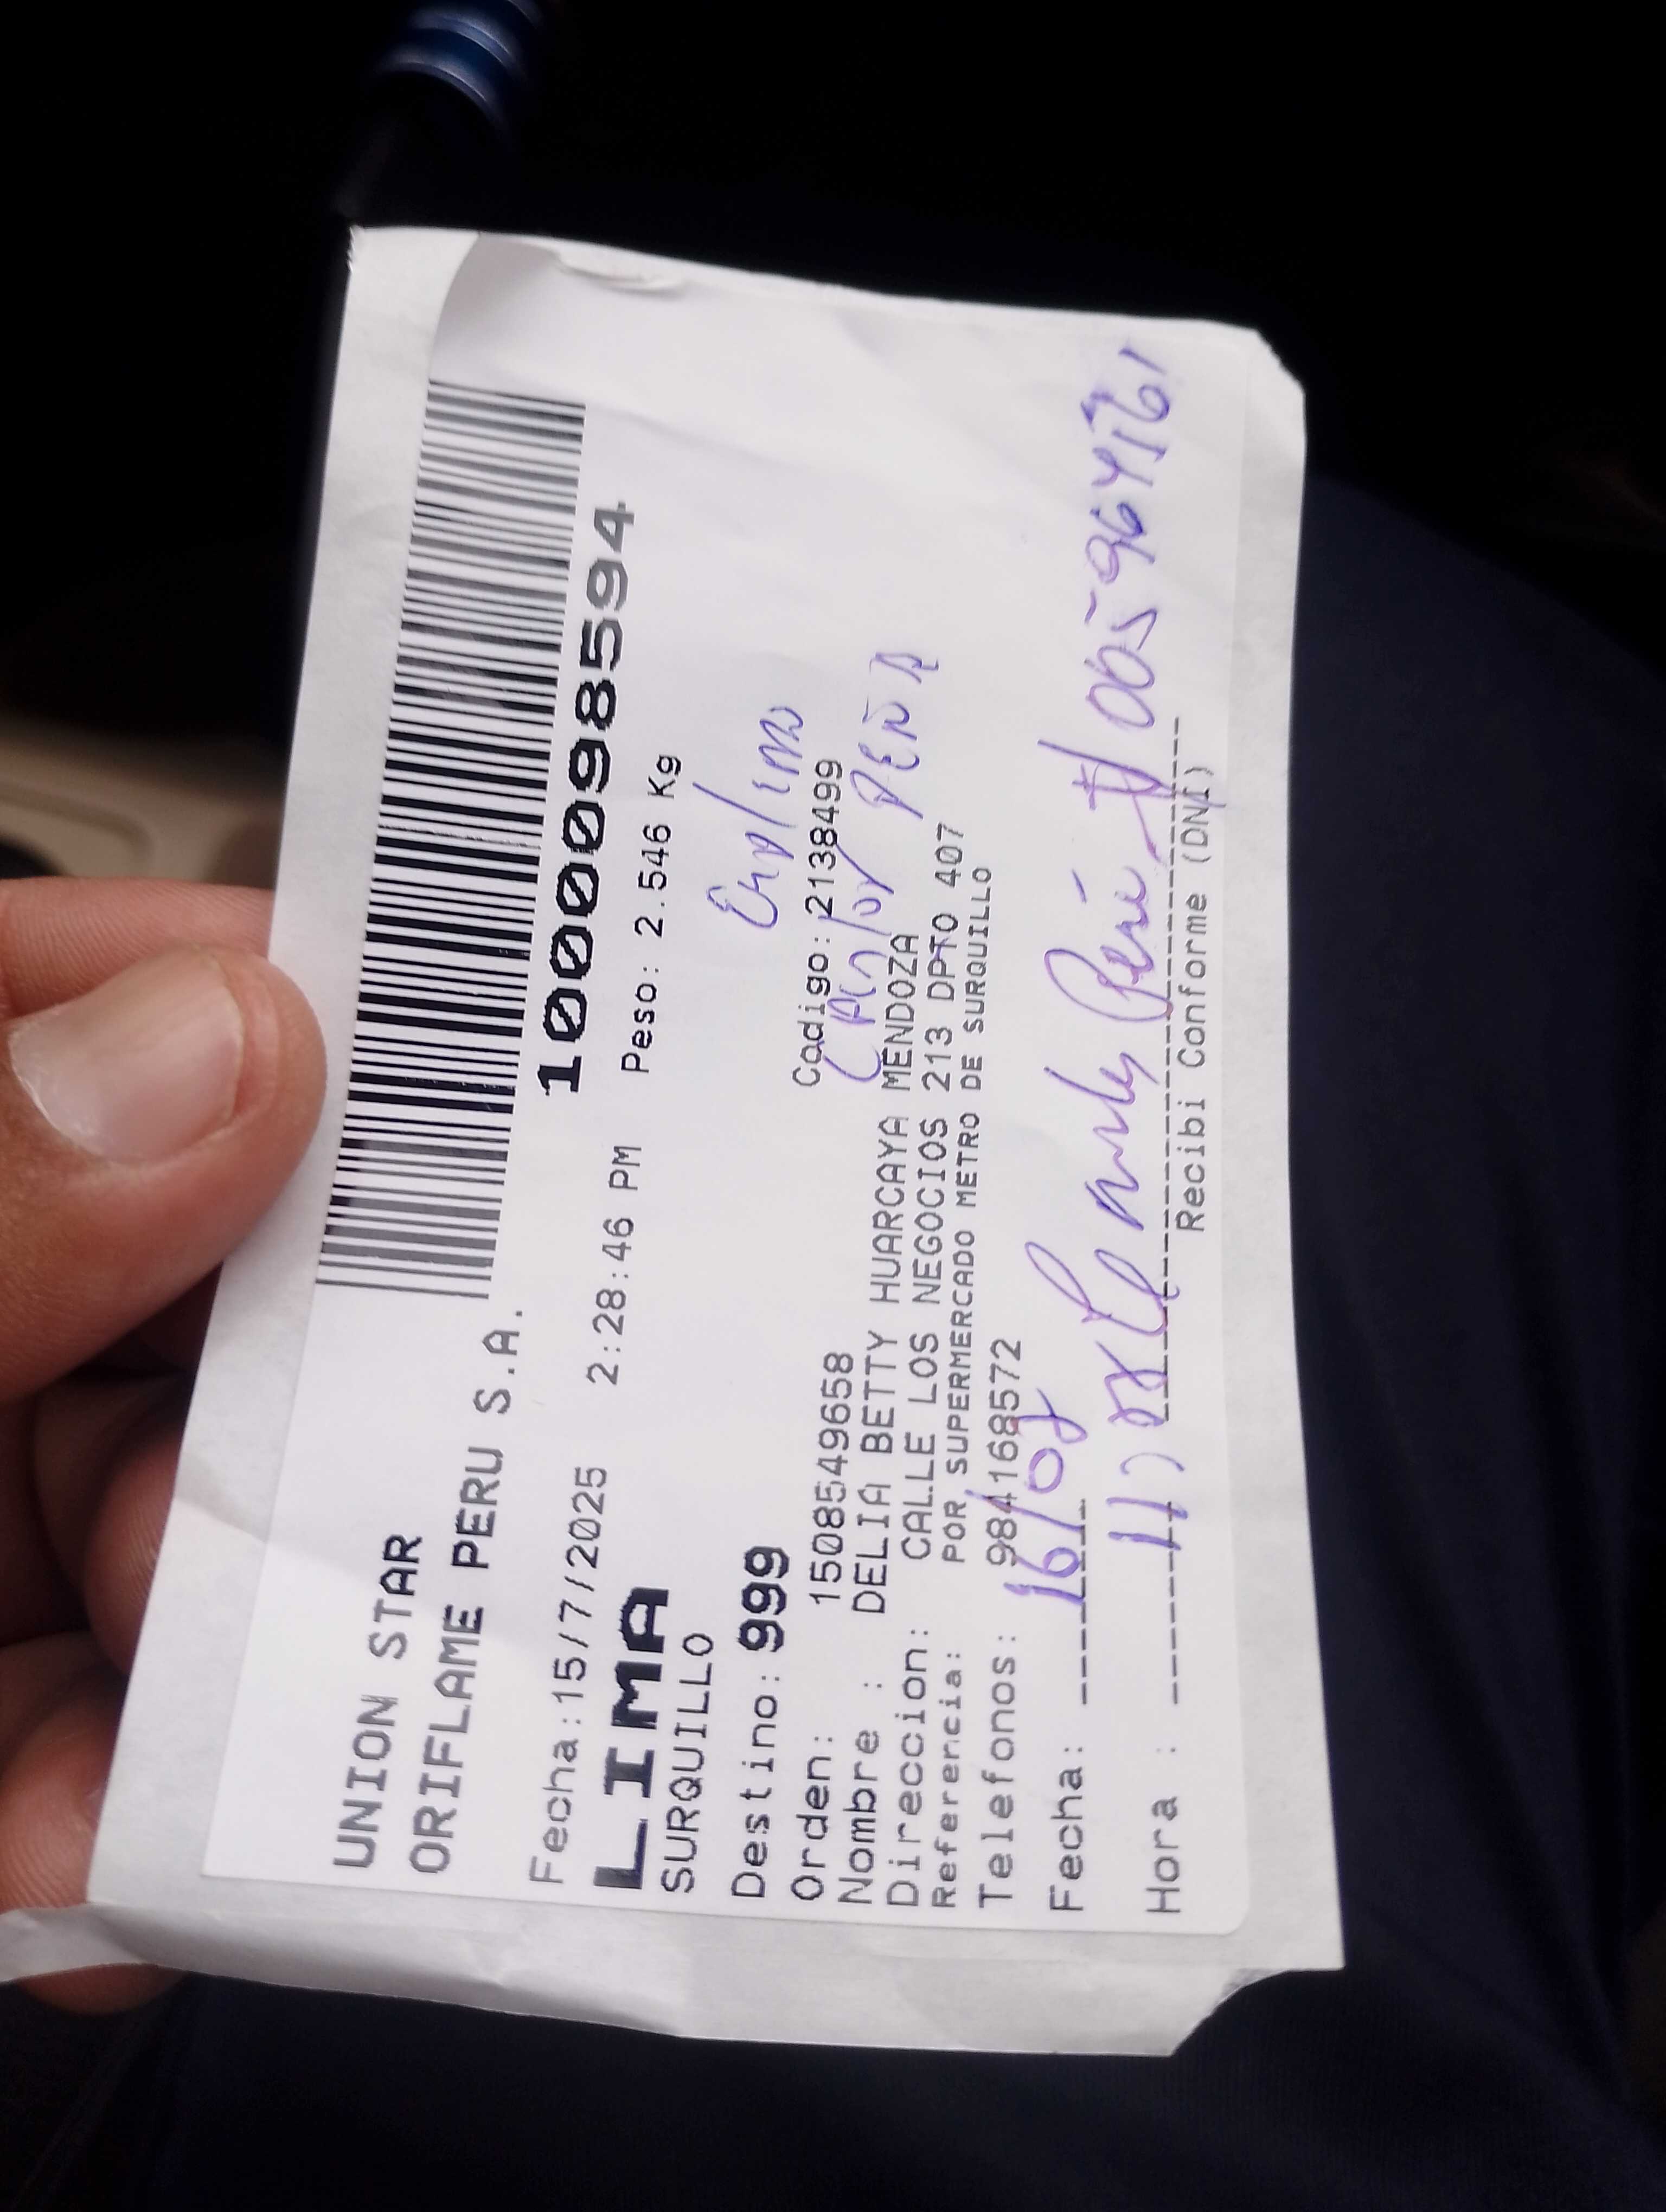 UNION STAR
ORIFLAME PERU S.A.
1000098594
Fecha:15/7/2025 2:28:46 PM Peso: 2.546 Kg
LIMA
SURQUILLO
Destino: 999
Orden: 1508549658 Codigo: 2138499
Nombre : DELIA BETTY HUARCAYA MENDOZA
Direccion: CALLE LOS NEGOCIOS 213 DPTO 407
Referencia: POR SUPERMERCADO METRO DE SURQUILLO
Telefonos: 984168572
Fecha: 16/07
Hora :
Recibi Conforme (DNI)